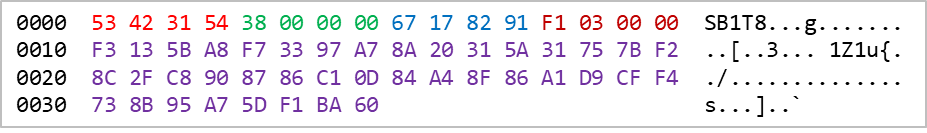 0000 53 42 31 54 38 00 00 00 67 17 82 91 F1 03 00 00 SB1T8...g.......
0010 F3 13 5B A8 F7 33 97 A7 8A 20 31 5A 31 75 7B F2 ..[..3... 1Z1u{.
0020 8C 2F C8 90 87 86 C1 0D 84 A4 8F 86 A1 D9 CF F4 ./..............
0030 73 8B 95 A7 5D F1 BA 60 s...]..`